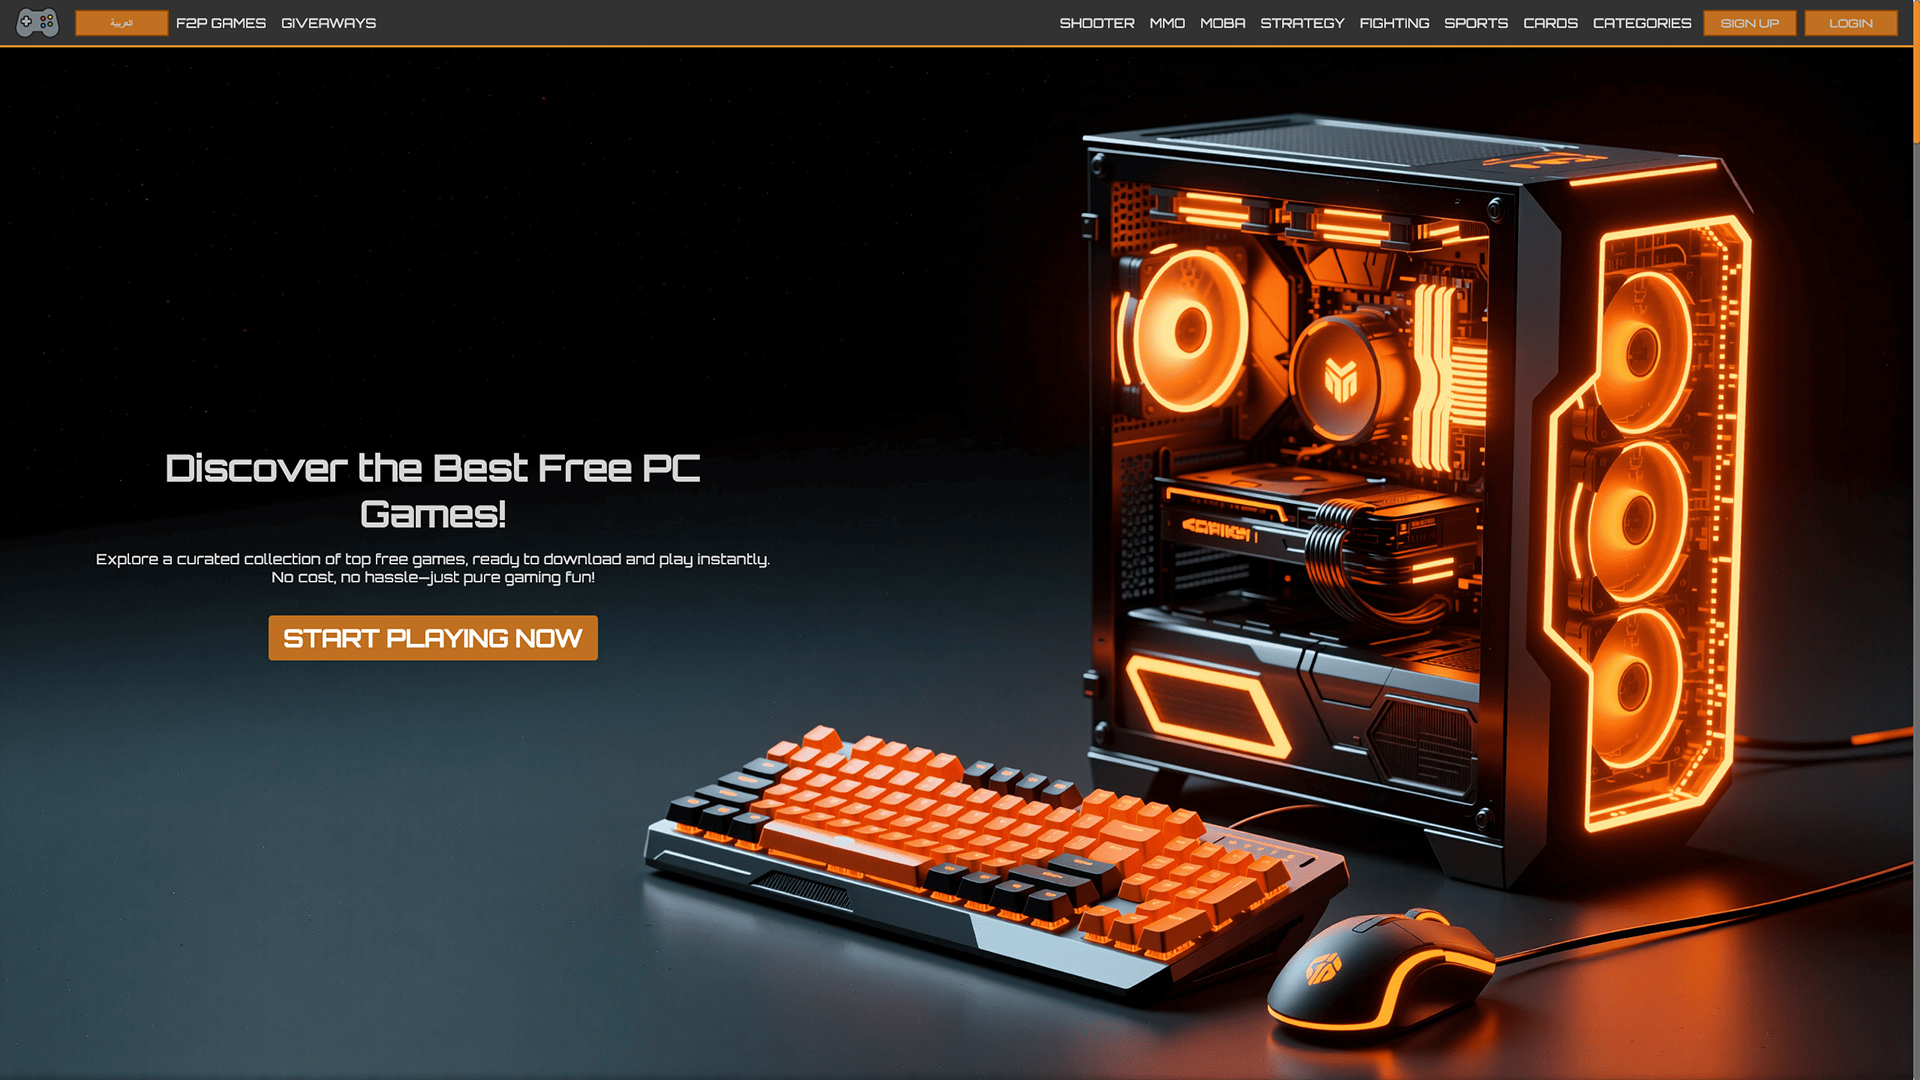 العربية
F2P GAMES
GIVEAWAYS
SHOOTER
MMO
MOBA
STRATEGY
FIGHTING
SPORTS
CARDS
CATEGORIES
SIGN UP
LOGIN
Discover the Best Free PC
Games!
Explore a curated collection of top free games, ready to download and play instantly.
No cost, no hassle—just pure gaming fun!
START PLAYING NOW